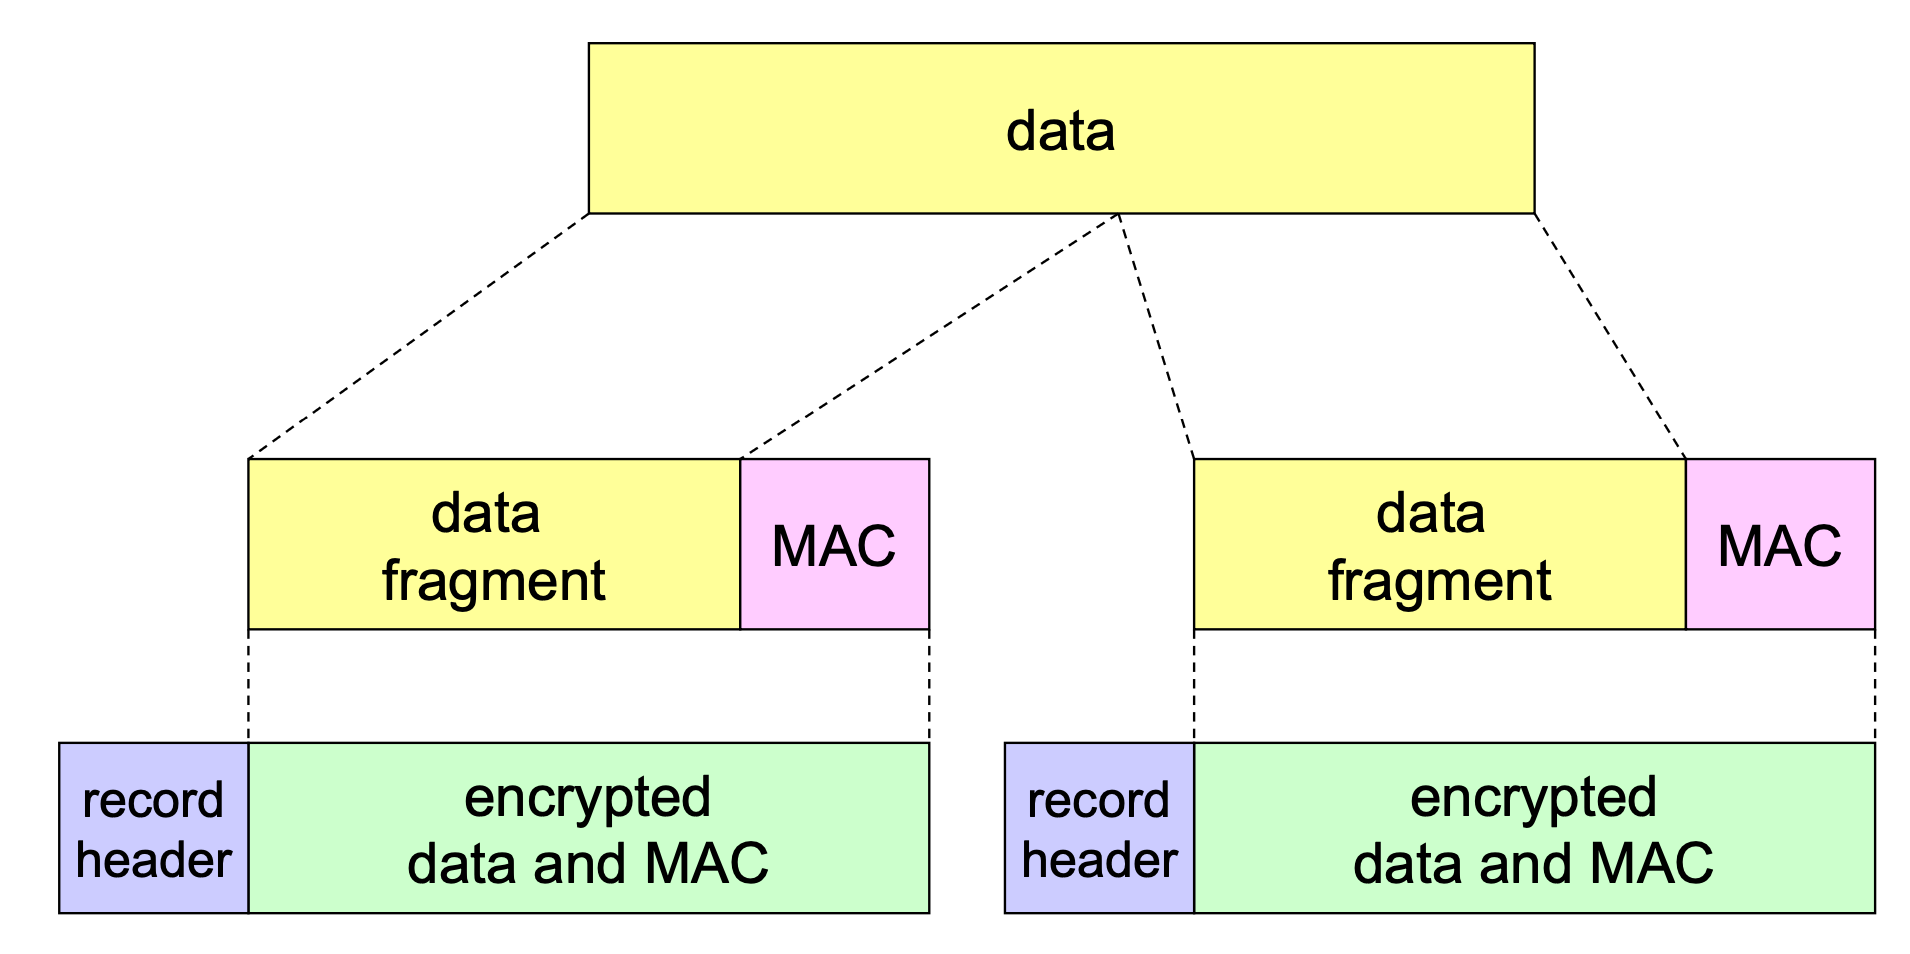 data
data
fragment
MAC
data
fragment
MAC
record
header
encrypted
data and MAC
record
header
encrypted
data and MAC